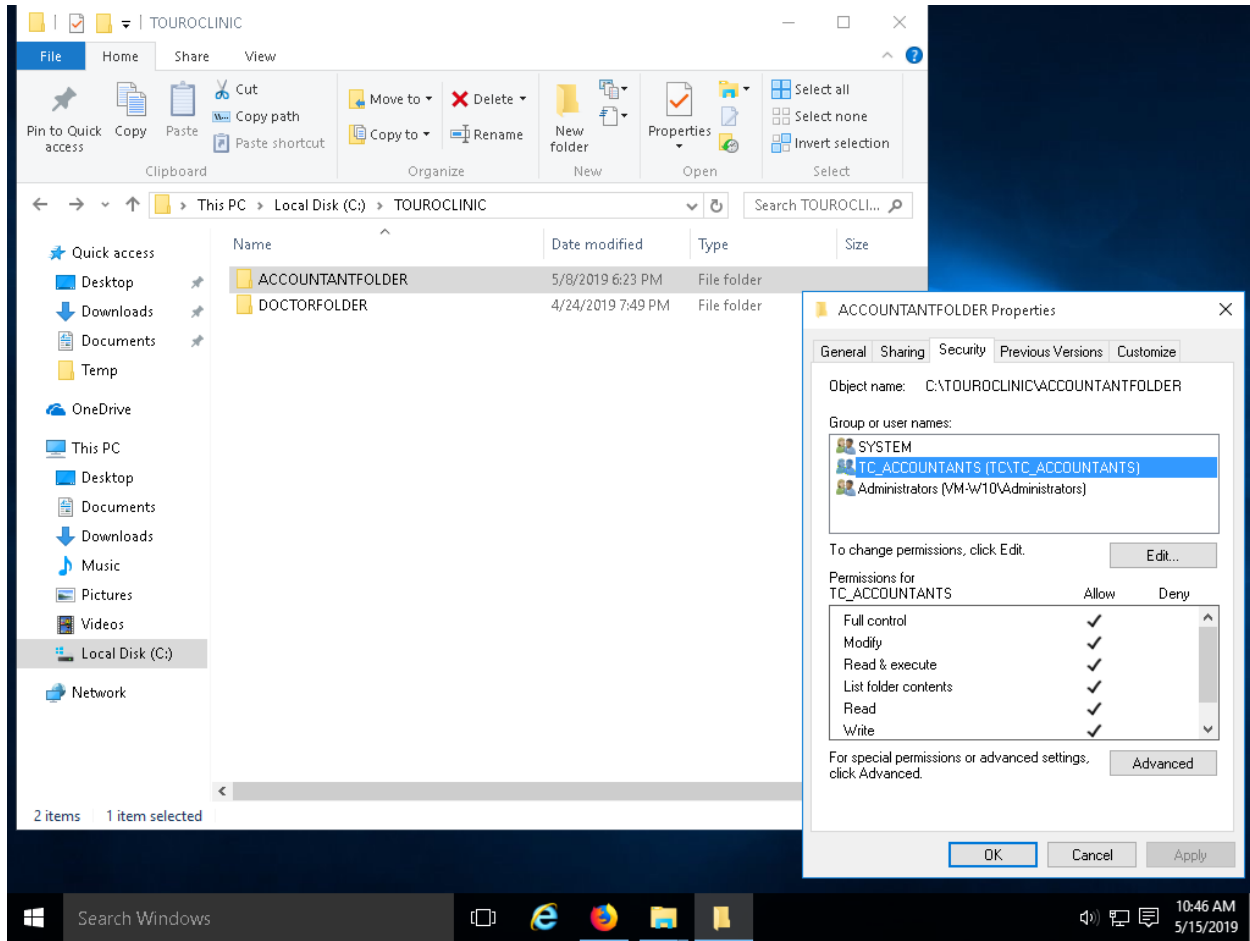 TOUROCLINIC
File Home Share View
Pin to Quick access
Copy
Paste
Cut
Copy path
Paste shortcut
Clipboard
Move to
Copy to
Delete
Rename
Organize
New folder
New
Properties
Open
Select all
Select none
Invert selection
Select
This PC > Local Disk (C:) > TOUROCLINIC
Search TOUROCLI...
Quick access
Desktop
Downloads
Documents
Temp
OneDrive
This PC
Desktop
Documents
Downloads
Music
Pictures
Videos
Local Disk (C:)
Network
Name Date modified Type Size
ACCOUNTANTFOLDER 5/8/2019 6:23 PM File folder
DOCTORFOLDER 4/24/2019 7:49 PM File folder
2 items 1 item selected
ACCOUNTANTFOLDER Properties
General Sharing Security Previous Versions Customize
Object name: C:\TOUROCLINIC\ACCOUNTANTFOLDER
Group or user names:
SYSTEM
TC_ACCOUNTANTS (TC\TC_ACCOUNTANTS)
Administrators (VM-W10\Administrators)
To change permissions, click Edit.
Edit...
Permissions for
TC_ACCOUNTANTS Allow Deny
Full control
Modify
Read & execute
List folder contents
Read
Write
For special permissions or advanced settings,
click Advanced.
Advanced
OK Cancel Apply
Search Windows
10:46 AM
5/15/2019